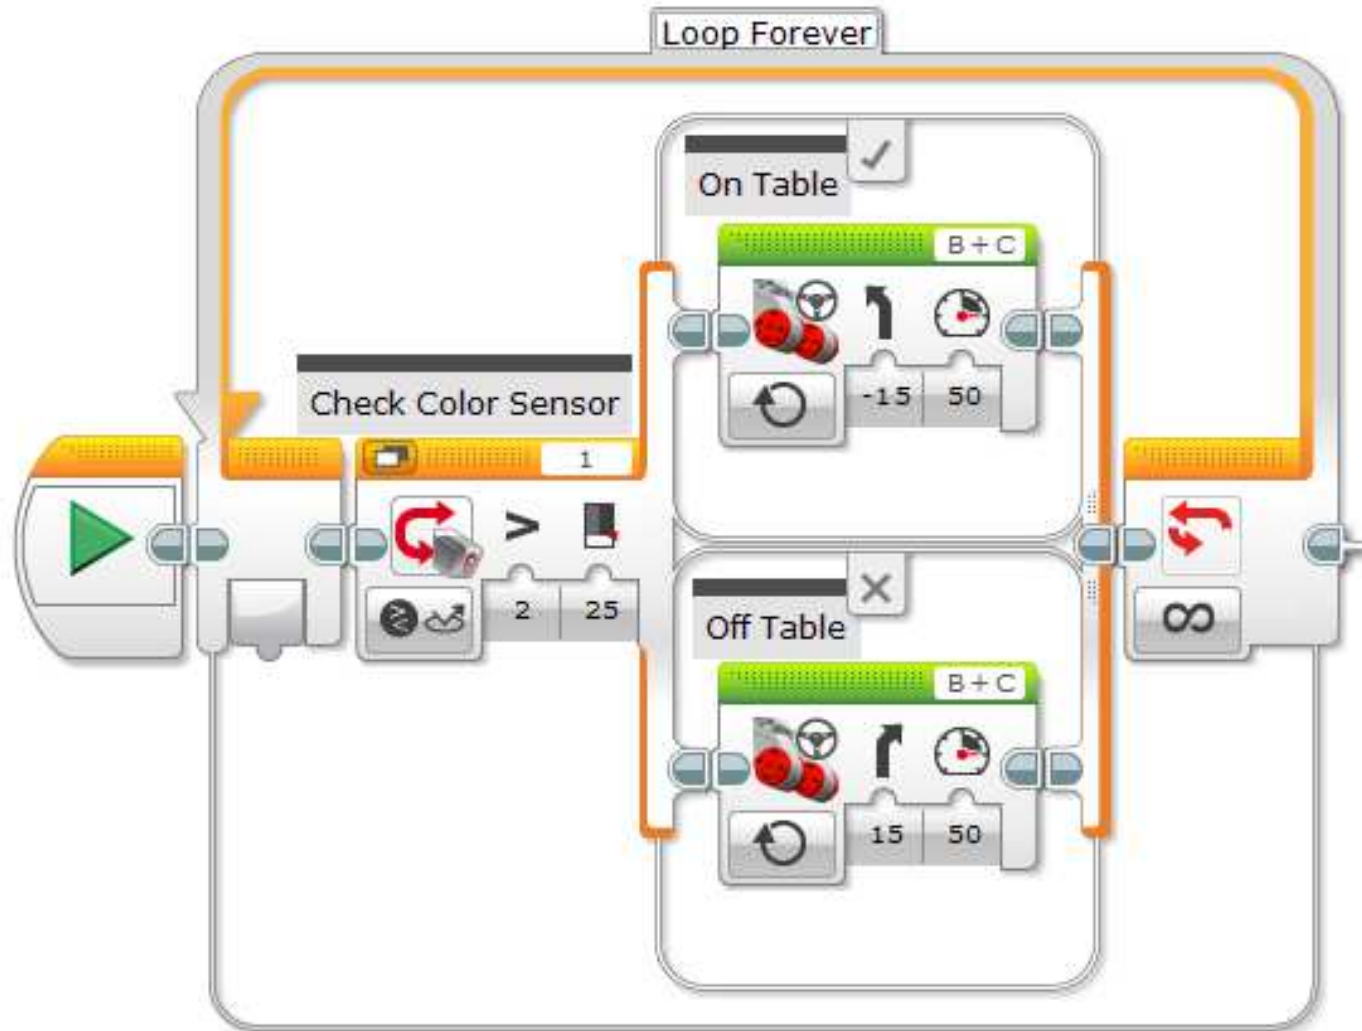 Loop Forever
On Table
B + C
-15 50
Check Color Sensor
1
>
2 25
∞
Off Table
B + C
15 50